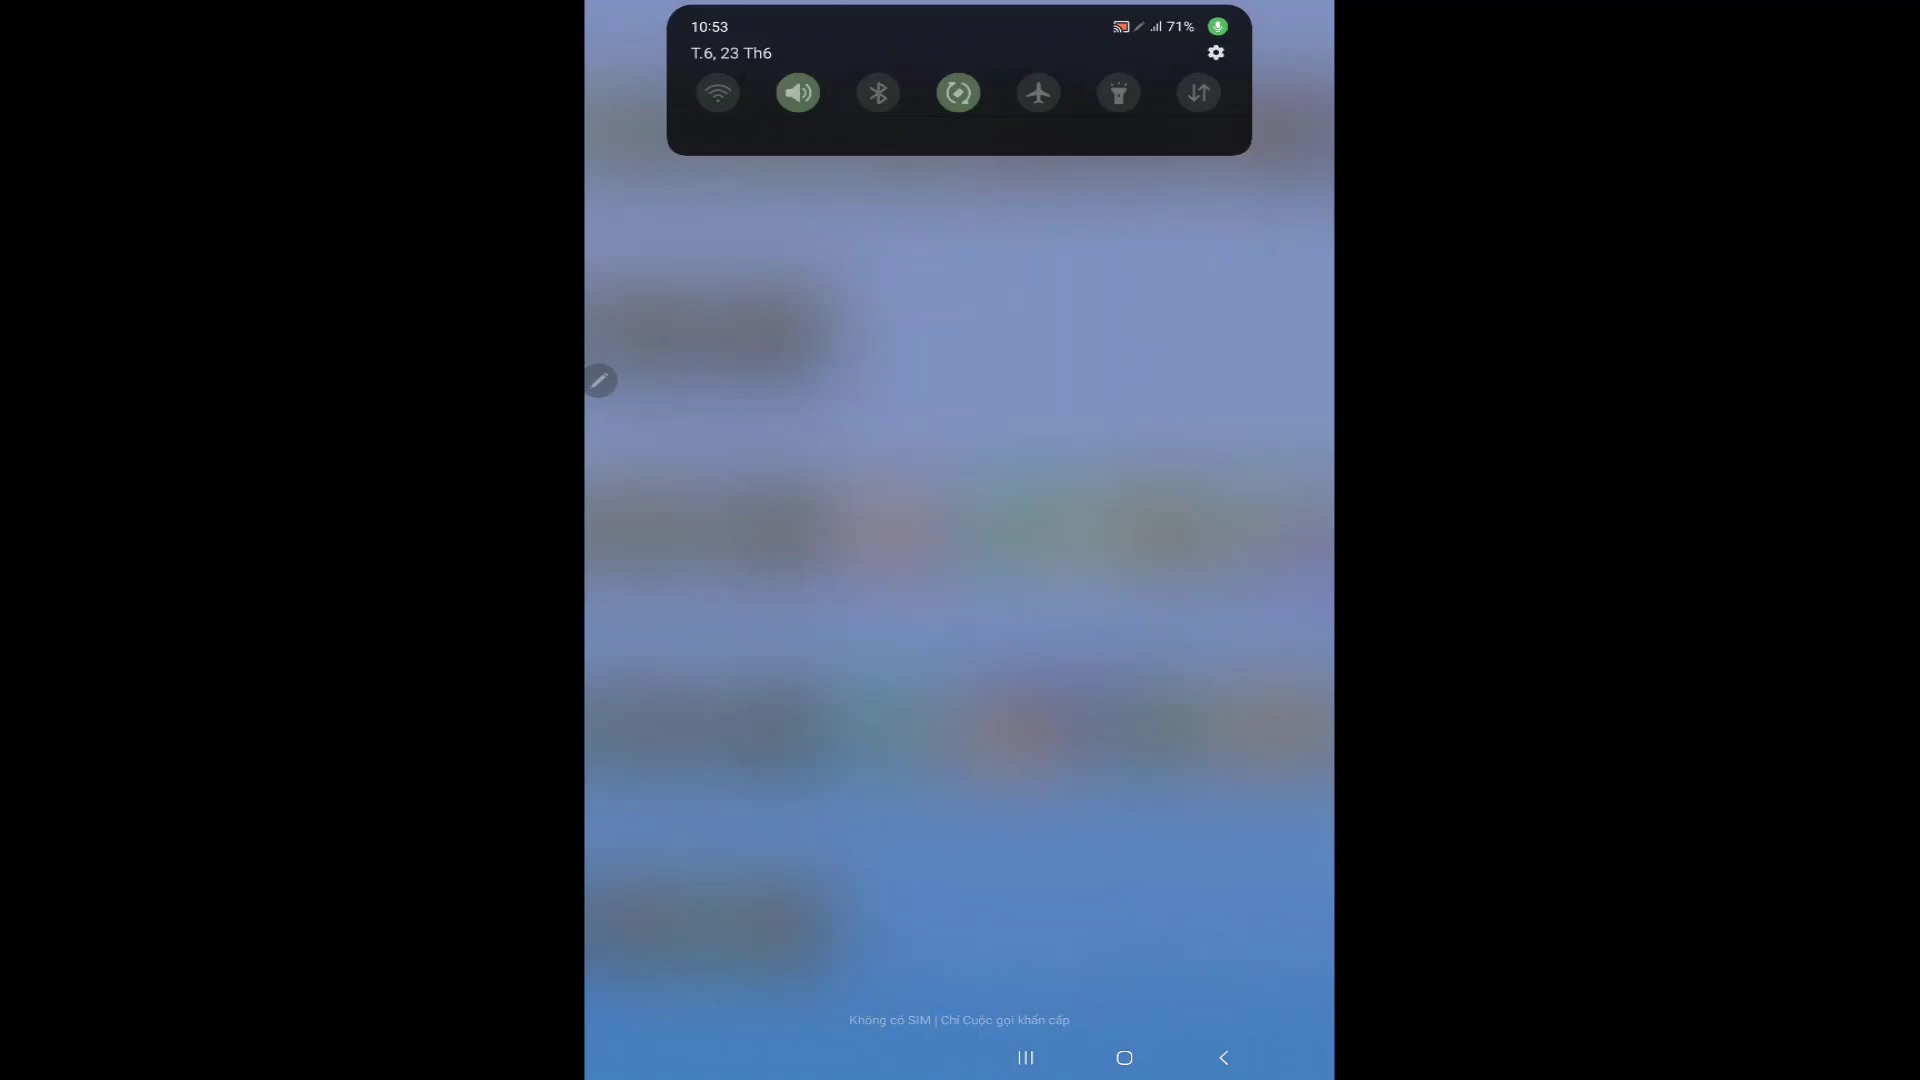 10:53
71%
T.6, 23 Th6
Không có SIM | Chỉ Cuộc gọi khẩn cấp